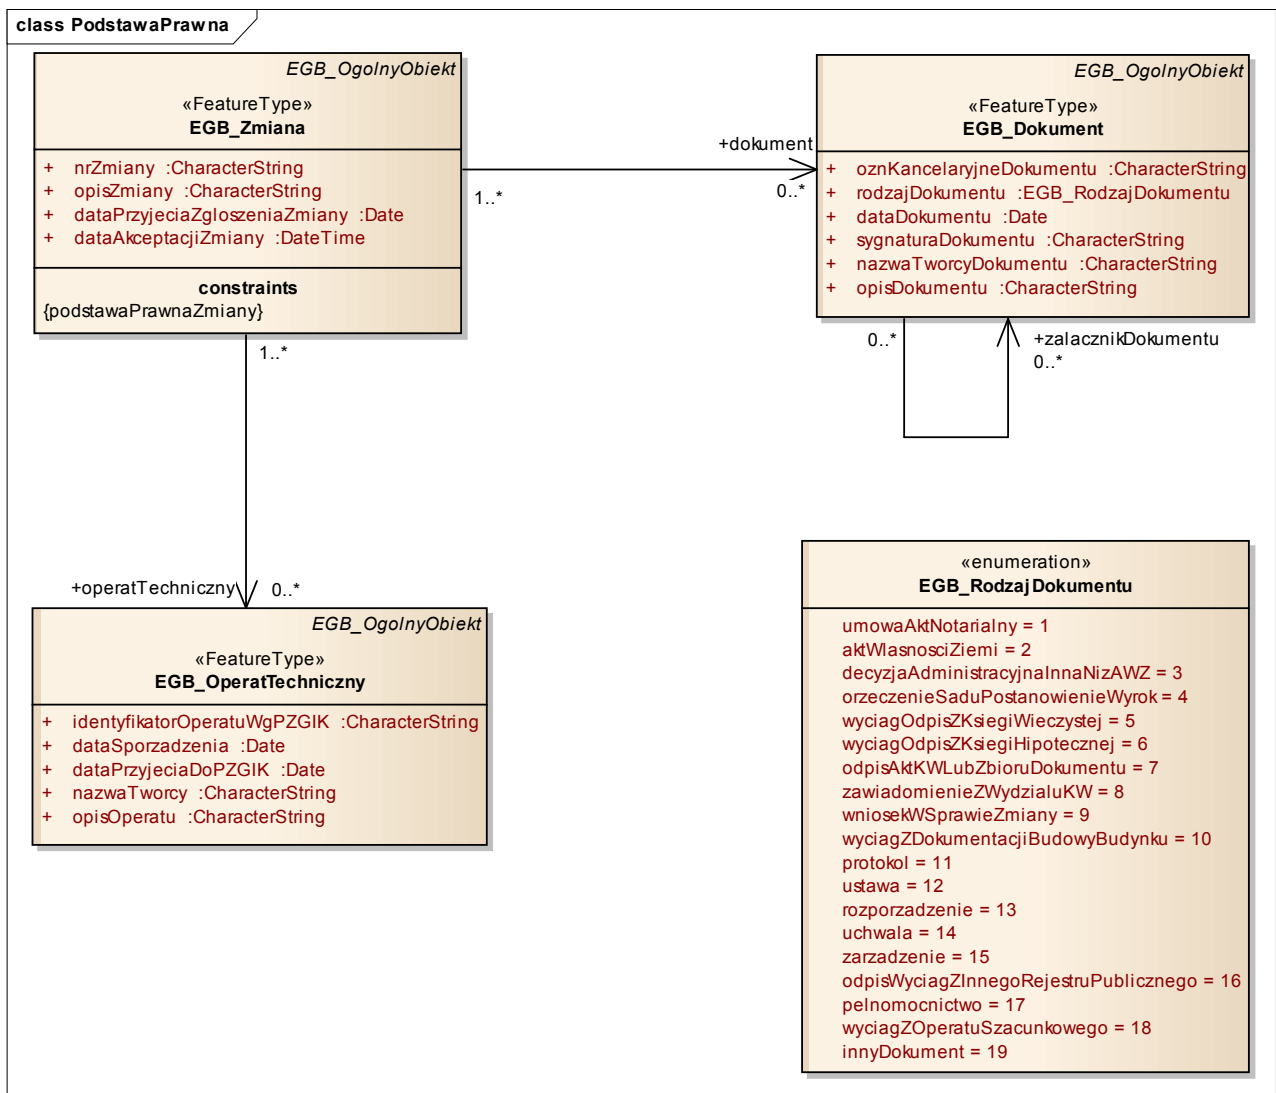 class PodstawaPrawna
EGB_OgolnyObiekt
«FeatureType»
EGB_Zmiana
+ nrZmiany :CharacterString
+ opisZmiany :CharacterString
+ dataPrzyjeciaZgloszeniaZmiany :Date
+ dataAkceptacjiZmiany :DateTime
constraints
{podstawaPrawnaZmiany}
1..*
+dokument
0..*
EGB_OgolnyObiekt
«FeatureType»
EGB_Dokument
+ oznKancelaryjneDokumentu :CharacterString
+ rodzajDokumentu :EGB_RodzajDokumentu
+ dataDokumentu :Date
+ sygnaturaDokumentu :CharacterString
+ nazwaTworcyDokumentu :CharacterString
+ opisDokumentu :CharacterString
0..*
+zalacznikDokumentu
0..*
1..*
+operatTechniczny
0..*
EGB_OgolnyObiekt
«FeatureType»
EGB_OperatTechniczny
+ identyfikatorOperatuWgPZGIK :CharacterString
+ dataSporzadzenia :Date
+ dataPrzyjeciaDoPZGIK :Date
+ nazwaTworcy :CharacterString
+ opisOperatu :CharacterString
«enumeration»
EGB_RodzajDokumentu
umowaAktNotarialny = 1
aktWlasnosciZiemi = 2
decyzjaAdministracyjnaInnaNizAWZ = 3
orzeczenieSaduPostanowienieWyrok = 4
wyciagOdpisZKsiegiWieczystej = 5
wyciagOdpisZKsiegiHipotecznej = 6
odpisAktKWLubZbioruDokumentu = 7
zawiadomienieZWydzialuKW = 8
wniosekWSprawieZmiany = 9
wyciagZDokumentacjiBudowyBudynku = 10
protokol = 11
ustawa = 12
rozporzadzenie = 13
uchwala = 14
zarzadzenie = 15
odpisWyciagZInnegoRejestruPublicznego = 16
pelnomocnictwo = 17
wyciagZOperatuSzacunkowego = 18
innyDokument = 19